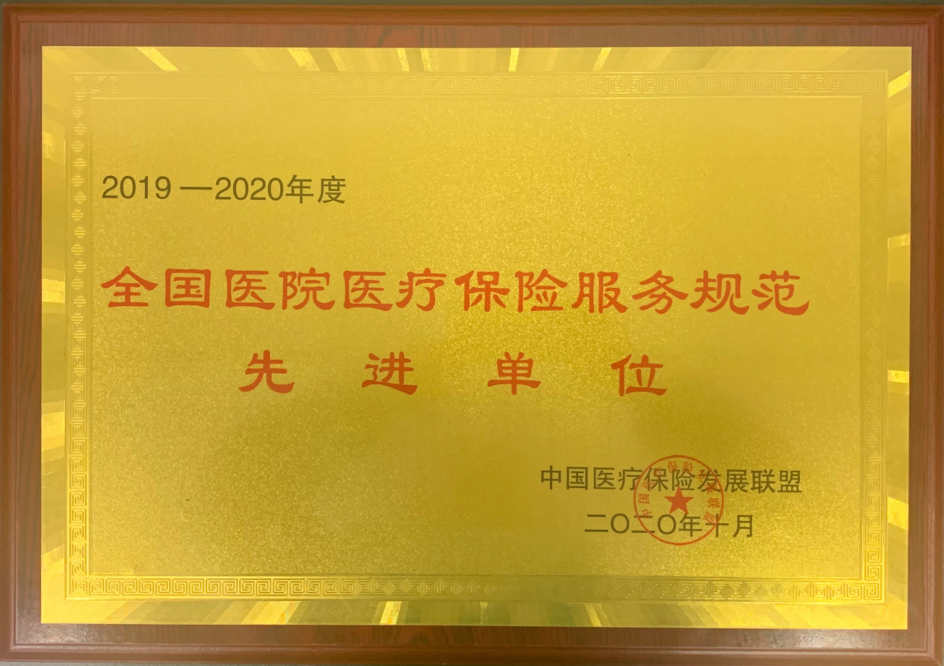 2019—2020年度
全国医院医疗保险服务规范
先进单位
中国医疗保险发展联盟
二〇二〇年十月